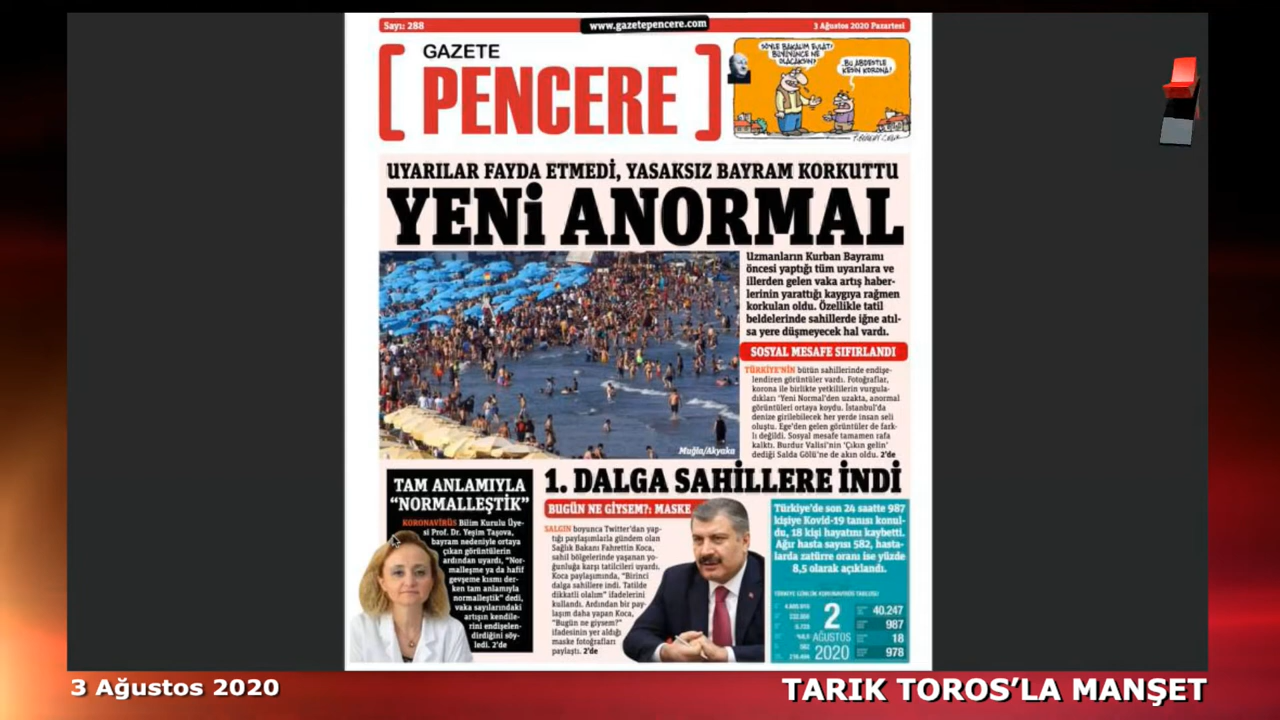 Sayı: 288
www.gazetepencere.com
3 Ağustos 2020 Pazartesi
GAZETE
[ PENCERE ]
SÖYLE BAKALIM EVLAT!
BÜYÜYÜNCE NE
OLACAKSIN?
..BU ABDESTLE
KESİN KORONA!
UYARILAR FAYDA ETMEDİ, YASAKSIZ BAYRAM KORKUTTU
YENi ANORMAL
Uzmanların Kurban Bayramı
öncesi yaptığı tüm uyarılara ve
illerden gelen vaka artış haber-
lerinin yarattığı kaygıya rağmen
korkulan oldu. Özellikle tatil
beldelerinde sahillerde iğne atıl-
sa yere düşmeyecek hal vardı.
SOSYAL MESAFE SIFIRLANDI
TÜRKİYE'NİN bütün sahillerinde endişe-
lendiren görüntüler vardı. Fotoğraflar,
korona ile birlikte yetkililerin vurgula-
dıkları 'Yeni Normal'den uzakta, anormal
görüntüleri ortaya koydu. İstanbul'da
denize girilebilecek her yerde insan seli
oluştu. Ege'den gelen görüntüler de fark-
lı değildi. Sosyal mesafe tamamen rafa
kalktı. Burdur Valisi'nin 'Çıkın gelin'
dediği Salda Gölü'ne de akın oldu. 2'de
Muğla/Akyaka
TAM ANLAMIYLA
"NORMALLEŞTİK"
KORONAVİRÜS Bilim Kurulu Üye-
si Prof. Dr. Yeşim Taşova,
bayram nedeniyle ortaya
çıkan görüntülerin
ardından uyardı, "Nor-
malleşme ya da hafif
gevşeme kısmı der-
ken tam anlamıyla
normalleştik" dedi,
vaka sayılarındaki
artışın kendile-
rini endişelen-
dirdiğini söy-
ledi. 2'de
1. DALGA SAHİLLERE İNDİ
BUGÜN NE GİYSEM?: MASKE
SALGIN boyunca Twitter'dan yap-
tığı paylaşımlarla gündem olan
Sağlık Bakanı Fahrettin Koca,
sahil bölgelerinde yaşanan yo-
ğunluğa karşı tatilcileri uyardı.
Koca paylaşımında, "Birinci
dalga sahillere indi. Tatilde
dikkatli olalım" ifadelerini
kullandı. Ardından bir pay-
laşım daha yapan Koca,
"Bugün ne giysem?"
ifadesinin yer aldığı
maske fotoğrafları
paylaştı. 2'de
Türkiye'de son 24 saatte 987
kişiye Kovid-19 tanısı konul-
du, 18 kişi hayatını kaybetti.
Ağır hasta sayısı 582, hasta-
larda zatürre oranı ise yüzde
8,5 olarak açıklandı.
TÜRKİYE GÜNLÜK KORONAVİRÜS TABLOSU
2
AĞUSTOS
2020
40.247
987
18
978
3 Ağustos 2020
TARIK TOROS'LA MANŞET